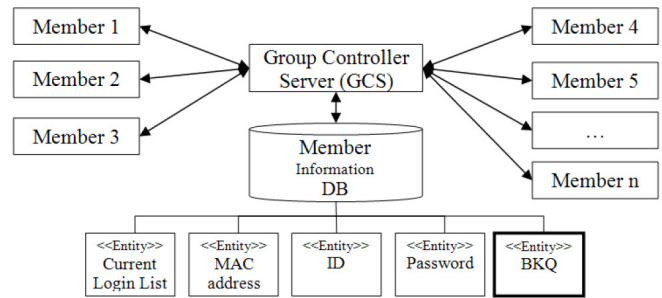 Member 1
Member 2
Member 3
Group Controller
Server (GCS)
Member 4
Member 5
...
Member n
Member
Information
DB
<<Entity>>
Current
Login List
<<Entity>>
MAC
address
<<Entity>>
ID
<<Entity>>
Password
<<Entity>>
BKQ